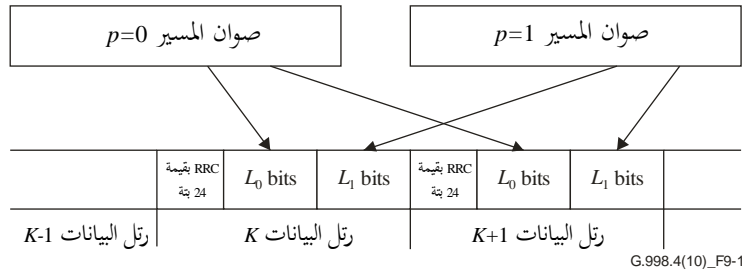 صوان المسير p=0
صوان المسير p=1
RRC بقيمة
24 بتة
L0 bits
L1 bits
RRC بقيمة
24 بتة
L0 bits
L1 bits
رتل البيانات K-1
رتل البيانات K
رتل البيانات K+1
G.998.4(10)_F9-1